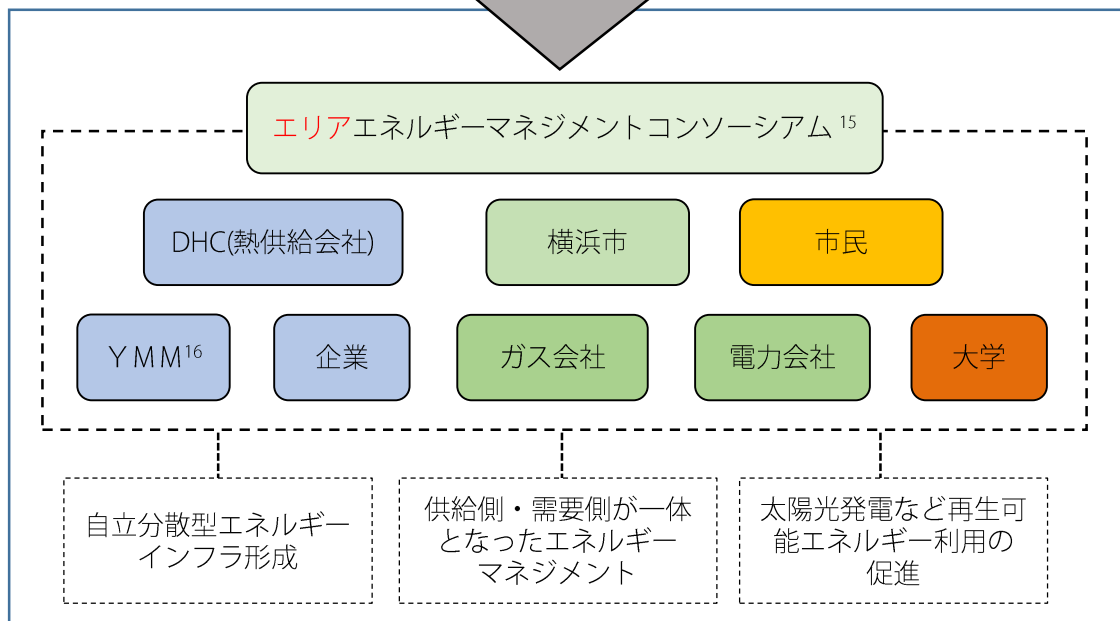 エリアエネルギーマネジメントコンソーシアム 15
DHC(熱供給会社)
横浜市
市民
ＹＭＭ16
企業
ガス会社
電力会社
大学
自立分散型エネルギー
インフラ形成
供給側・需要側が一体
となったエネルギー
マネジメント
太陽光発電など再生可
能エネルギー利用の
促進